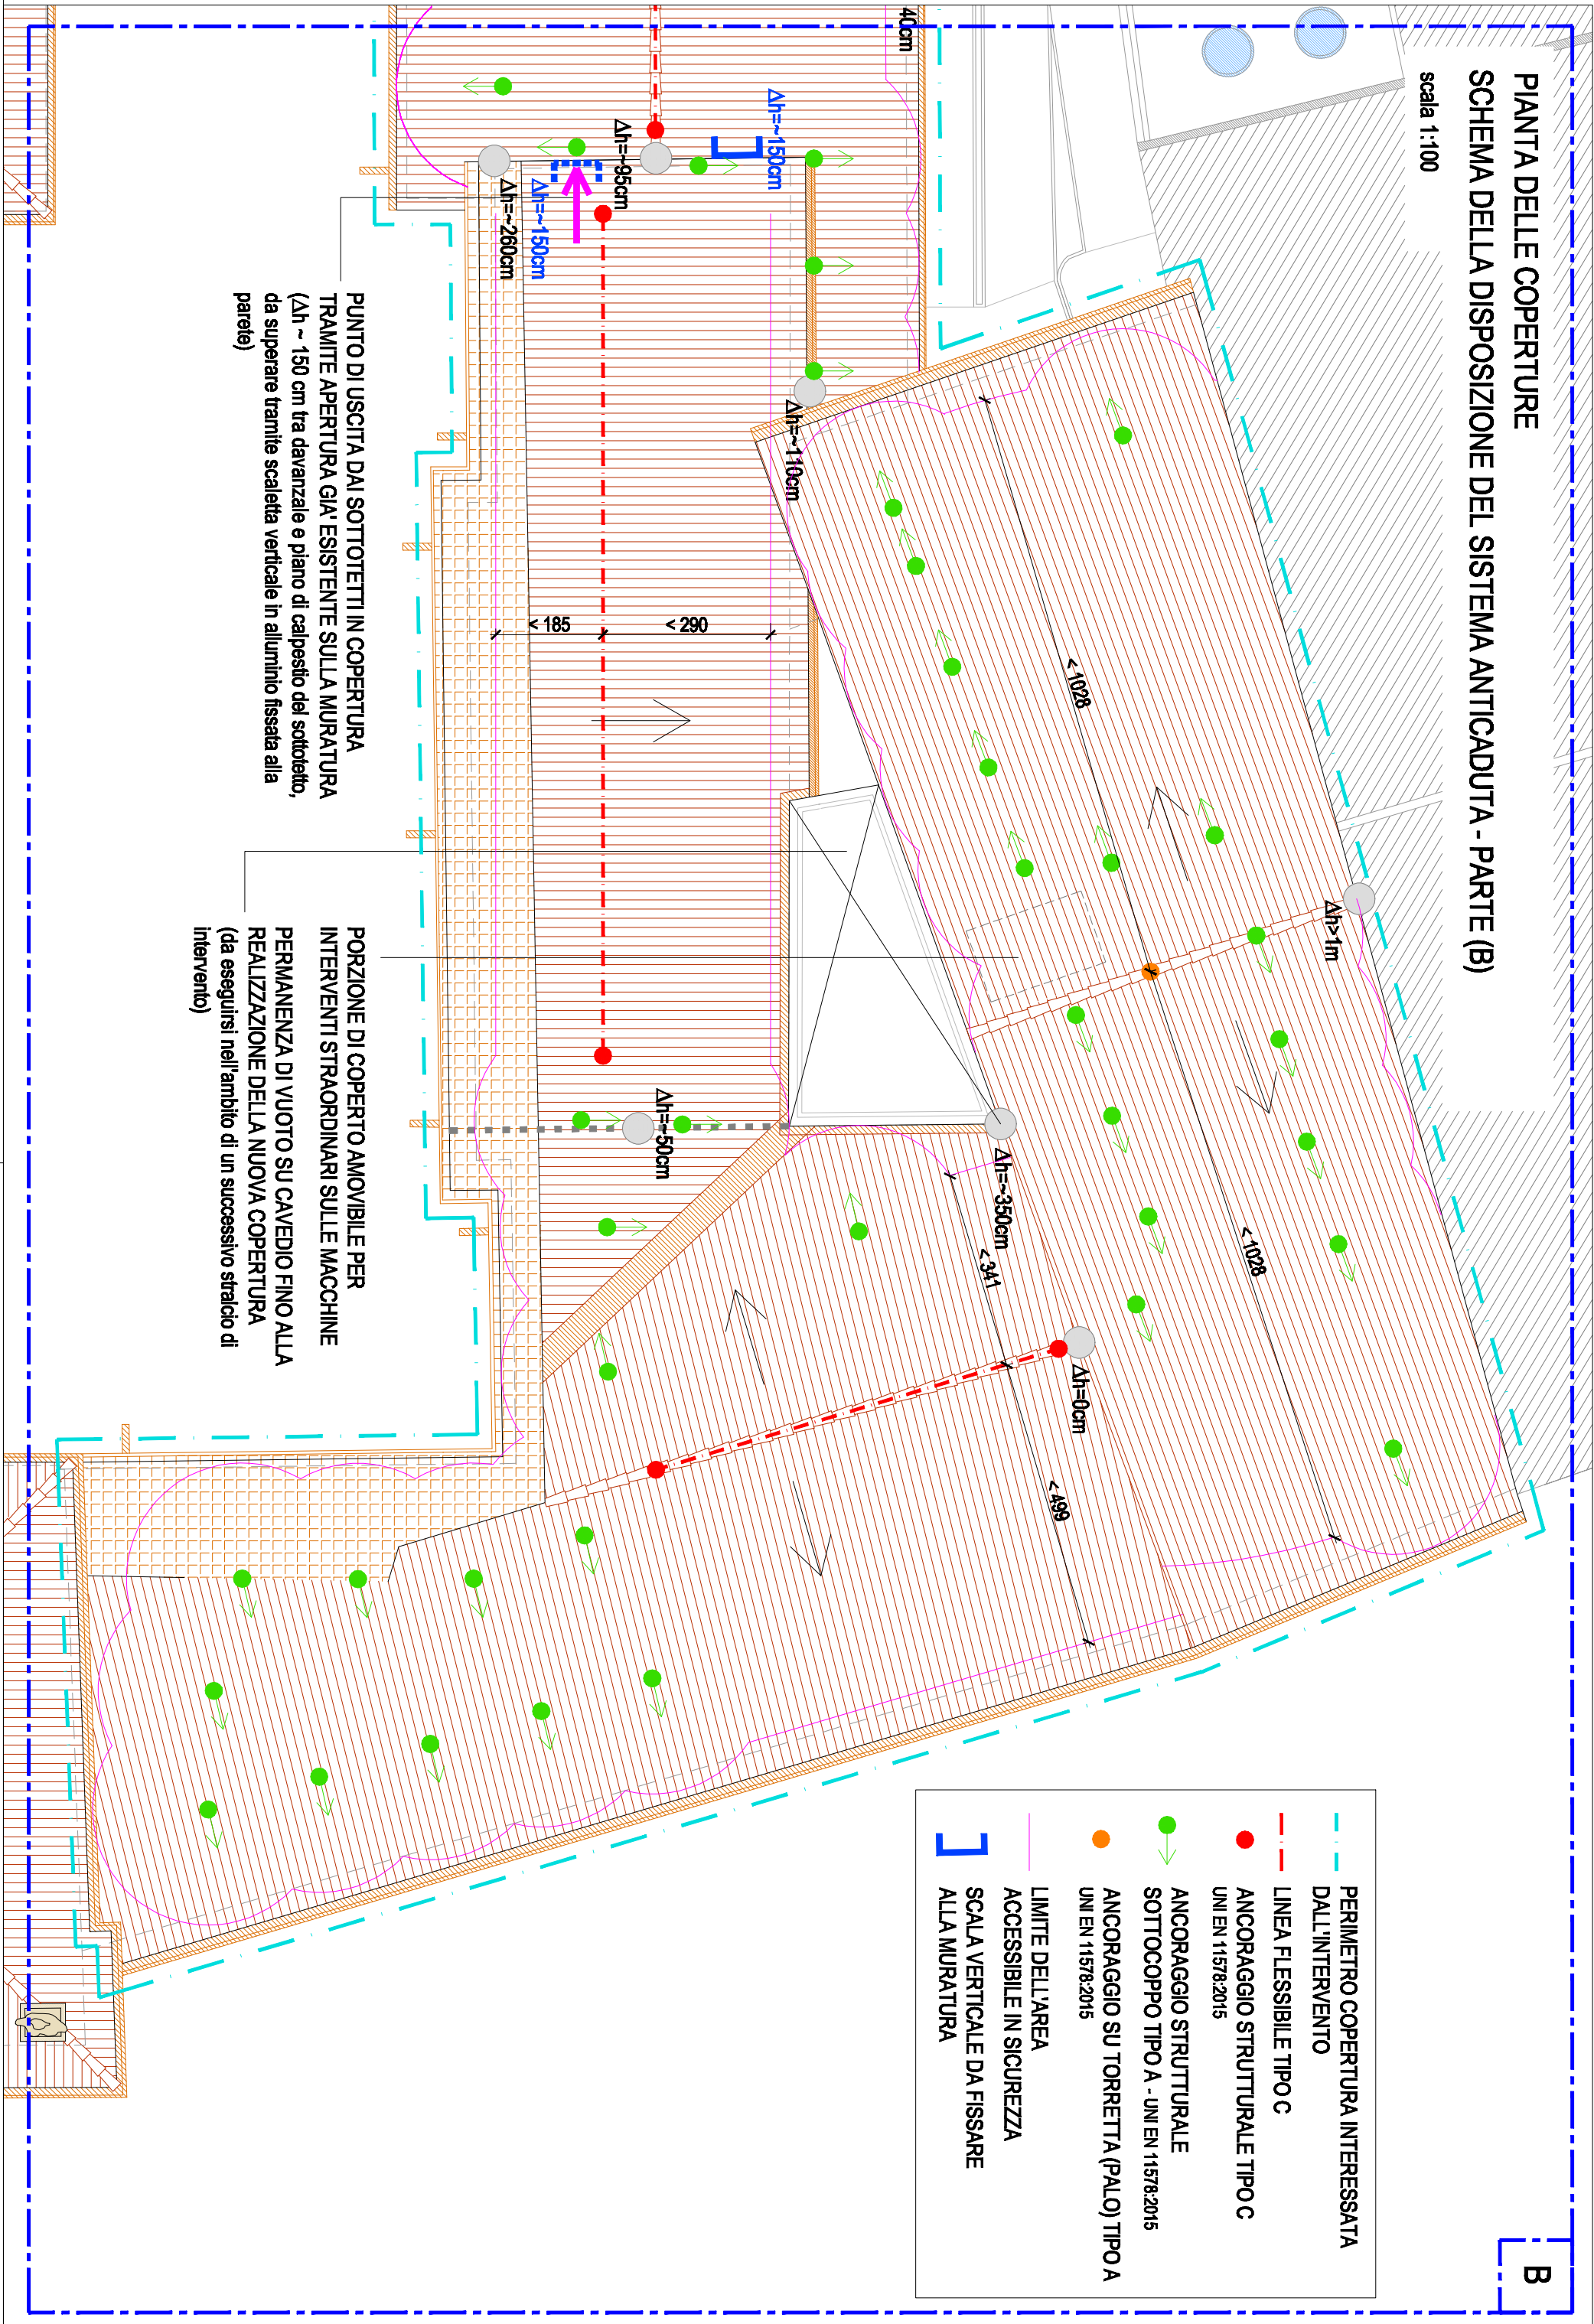 PIANTA DELLE COPERTURE
SCHEMA DELLA DISPOSIZIONE DEL SISTEMA ANTICADUTA - PARTE (B)
scala 1:100
B
40cm
Δh=~150cm
Δh=~95cm
Δh=~150cm
Δh=~260cm
Δh=~110cm
< 185
< 290
< 1028
Δh>1m
< 1028
Δh=~50cm
Δh=~350cm
< 341
Δh=0cm
< 499
PUNTO DI USCITA DAI SOTTOTETTI IN COPERTURA
TRAMITE APERTURA GIA' ESISTENTE SULLA MURATURA
(Δh ~ 150 cm tra davanzale e piano di calpestio del sottotetto,
da superare tramite scaletta verticale in alluminio fissata alla
parete)
PORZIONE DI COPERTO AMOVIBILE PER
INTERVENTI STRAORDINARI SULLE MACCHINE
PERMANENZA DI VUOTO SU CAVEDIO FINO ALLA
REALIZZAZIONE DELLA NUOVA COPERTURA
(da eseguirsi nell'ambito di un successivo stralcio di
intervento)
PERIMETRO COPERTURA INTERESSATA
DALL'INTERVENTO
LINEA FLESSIBILE TIPO C
ANCORAGGIO STRUTTURALE TIPO C
UNI EN 11578:2015
ANCORAGGIO STRUTTURALE
SOTTOCOPPO TIPO A - UNI EN 11578:2015
ANCORAGGIO SU TORRETTA (PALO) TIPO A
UNI EN 11578:2015
LIMITE DELL'AREA
ACCESSIBILE IN SICUREZZA
SCALA VERTICALE DA FISSARE
ALLA MURATURA